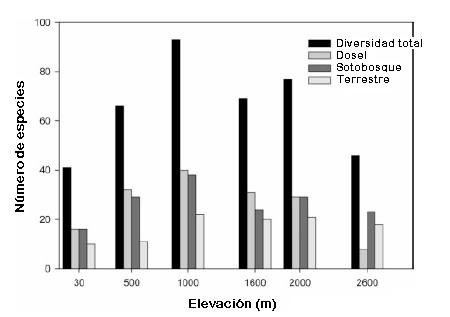 100
80
60
40
20
0
Número de especies
Diversidad total
Dosel
Sotobosque
Terrestre
30 500 1000 1600 2000 2600
Elevación (m)